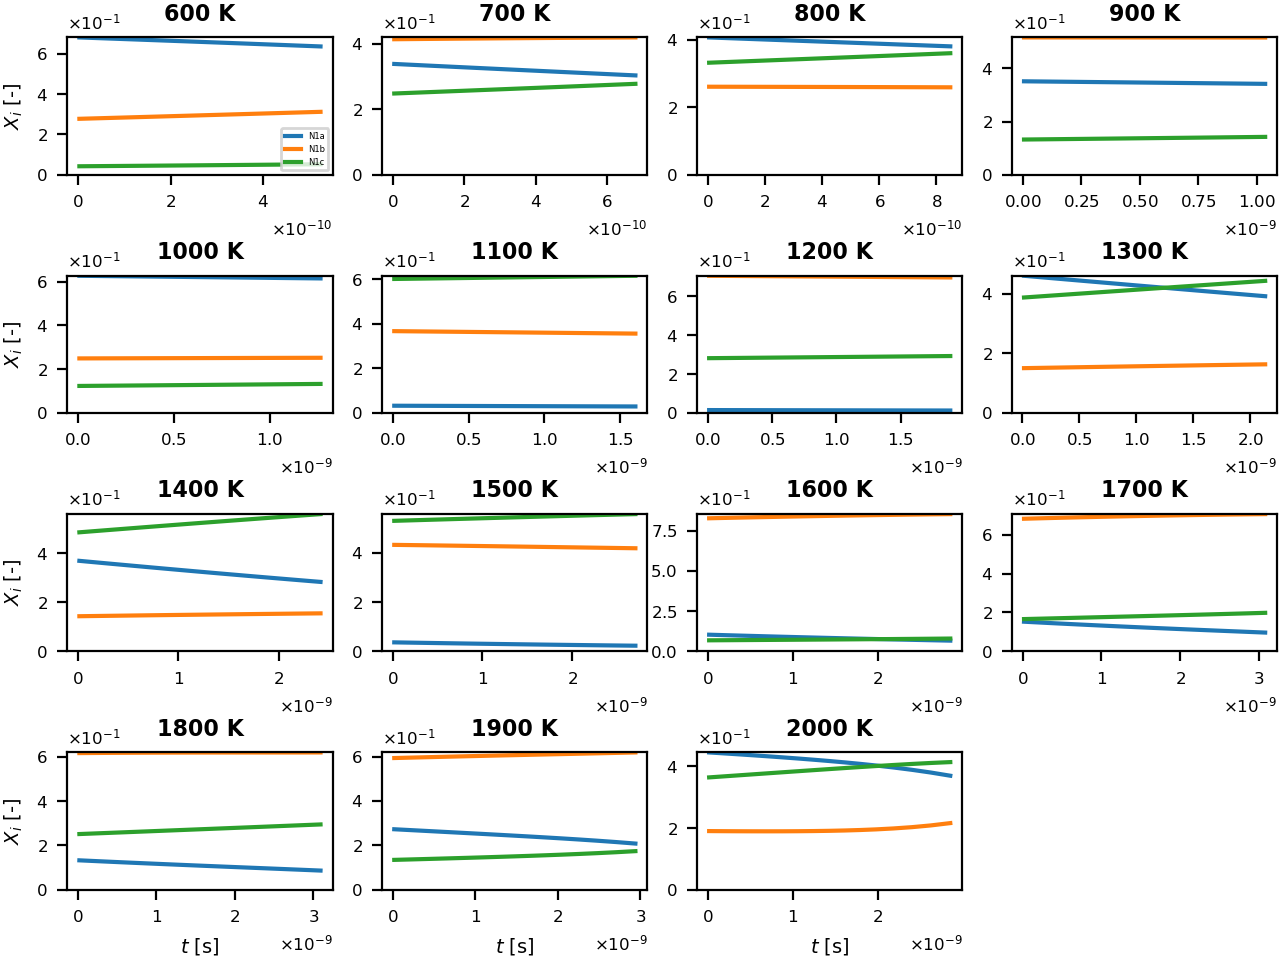 600 K 700 K 800 K 900 K
×10⁻¹ ×10⁻¹ ×10⁻¹ ×10⁻¹
X_i [-]
6 4 2 0
4 2 0
4 2 0
4 2 0
N1a
N1b
N1c
0 2 4
0 2 4 6
0 2 4 6 8
0.00 0.25 0.50 0.75 1.00
×10⁻¹⁰ ×10⁻¹⁰ ×10⁻¹⁰ ×10⁻⁹
1000 K 1100 K 1200 K 1300 K
×10⁻¹ ×10⁻¹ ×10⁻¹ ×10⁻¹
X_i [-]
6 4 2 0
6 4 2 0
6 4 2 0
4 2 0
0.0 0.5 1.0
0.0 0.5 1.0 1.5
0.0 0.5 1.0 1.5
0.0 0.5 1.0 1.5 2.0
×10⁻⁹ ×10⁻⁹ ×10⁻⁹ ×10⁻⁹
1400 K 1500 K 1600 K 1700 K
×10⁻¹ ×10⁻¹ ×10⁻¹ ×10⁻¹
X_i [-]
4 2 0
4 2 0
7.5 5.0 2.5 0.0
6 4 2 0
0 1 2
0 1 2
0 1 2
0 1 2 3
×10⁻⁹ ×10⁻⁹ ×10⁻⁹ ×10⁻⁹
1800 K 1900 K 2000 K
×10⁻¹ ×10⁻¹ ×10⁻¹
X_i [-]
6 4 2 0
6 4 2 0
4 2 0
0 1 2 3
0 1 2 3
0 1 2
t [s] ×10⁻⁹ t [s] ×10⁻⁹ t [s] ×10⁻⁹